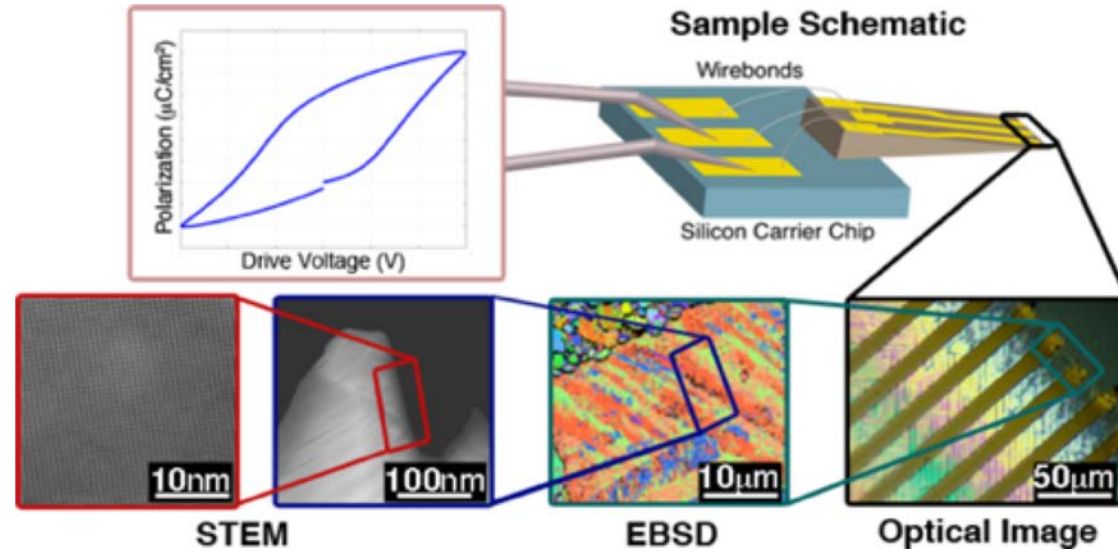 Sample Schematic
Polarization (μC/cm²)
Drive Voltage (V)
Wirebonds
Silicon Carrier Chip
10nm
100nm
10μm
50μm
STEM
EBSD
Optical Image